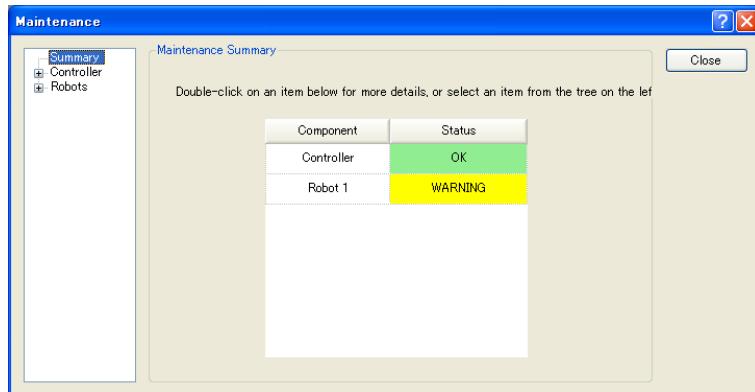 Maintenance
Summary
Controller
Robots
Maintenance Summary
Close
Double-click on an item below for more details, or select an item from the tree on the lef
Component Status
Controller OK
Robot 1 WARNING